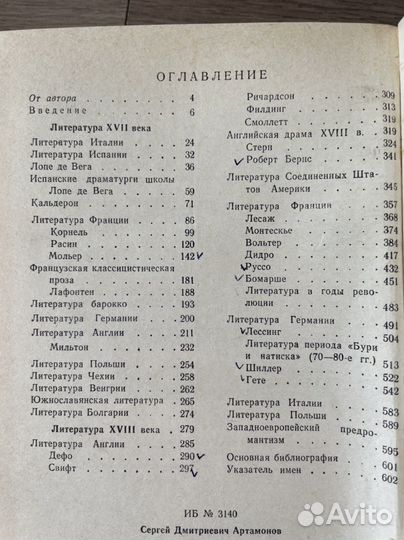 ОГЛАВЛЕНИЕ
От автора . . . . . . 4
Введение . . . . . . 6
Литература XVII века
Литература Италии . . . 24
Литература Испании . . . 32
Лопе де Вега . . . . . 36
Испанские драматурги школы
Лопе де Вега . . . . 59
Кальдерон . . . . . . 71
Литература Франции . . . 86
Корнель . . . . . . 99
Расин . . . . . . 120
Мольер . . . . . . 142
Французская классицистическая
проза . . . . . . 181
Лафонтен . . . . . 188
Литература барокко . . . 193
Литература Германии . . . 200
Литература Англии . . . 211
Мильтон . . . . . . 232
Литература Польши . . . 254
Литература Чехии . . . 258
Литература Венгрии . . . 262
Южнославянская литература . 265
Литература Болгарии . . . 274
Литература XVIII века . . 279
Литература Англии . . . 285
Дефо . . . . . . 290
Свифт . . . . . . 297
Ричардсон . . . . . 309
Филдинг . . . . . . 313
Смоллетт . . . . . 319
Английская драма XVIII в. . 319
Стерн . . . . . . 324
Роберт Бернс . . . . 341
Литература Соединенных Шта-
тов Америки . . . . .
Литература Франции . . . 357
Лесаж . . . . . . 368
Монтескье . . . . . 374
Вольтер . . . . . . 384
Дидро . . . . . . 417
Руссо . . . . . . 432
Бомарше . . . . . . 451
Литература в годы рево-
люции . . . . . . 483
Литература Германии . . . 491
Лессинг . . . . . . 504
Литература периода «Бури
и натиска» (70—80-е гг.) 513
Шиллер . . . . . . 522
Гете . . . . . . . 542
Литература Италии . . . 583
Литература Польши . . . 589
Западноевропейский предро-
мантизм . . . . . . 595
Основная библиография . . 601
Указатель имен . . . . 602
ИБ № 3140
Сергей Дмитриевич Артамонов
Avito